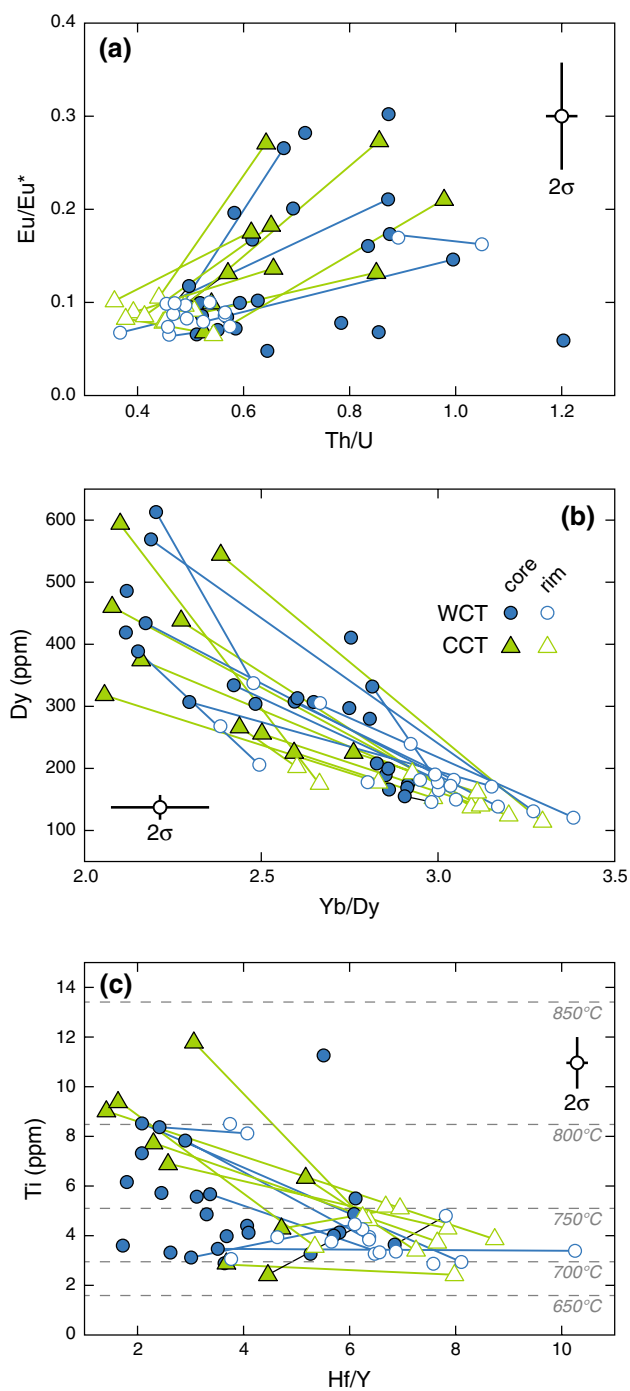 (a)
0.4
0.3
0.2
0.1
0.0
Eu/Eu*
2σ
0.4 0.6 0.8 1.0 1.2
Th/U
(b)
600
500
400
300
200
100
Dy (ppm)
core rim
WCT
CCT
2σ
2.0 2.5 3.0 3.5
Yb/Dy
(c)
14
12
10
8
6
4
2
0
Ti (ppm)
850°C
2σ
800°C
750°C
700°C
650°C
2 4 6 8 10
Hf/Y